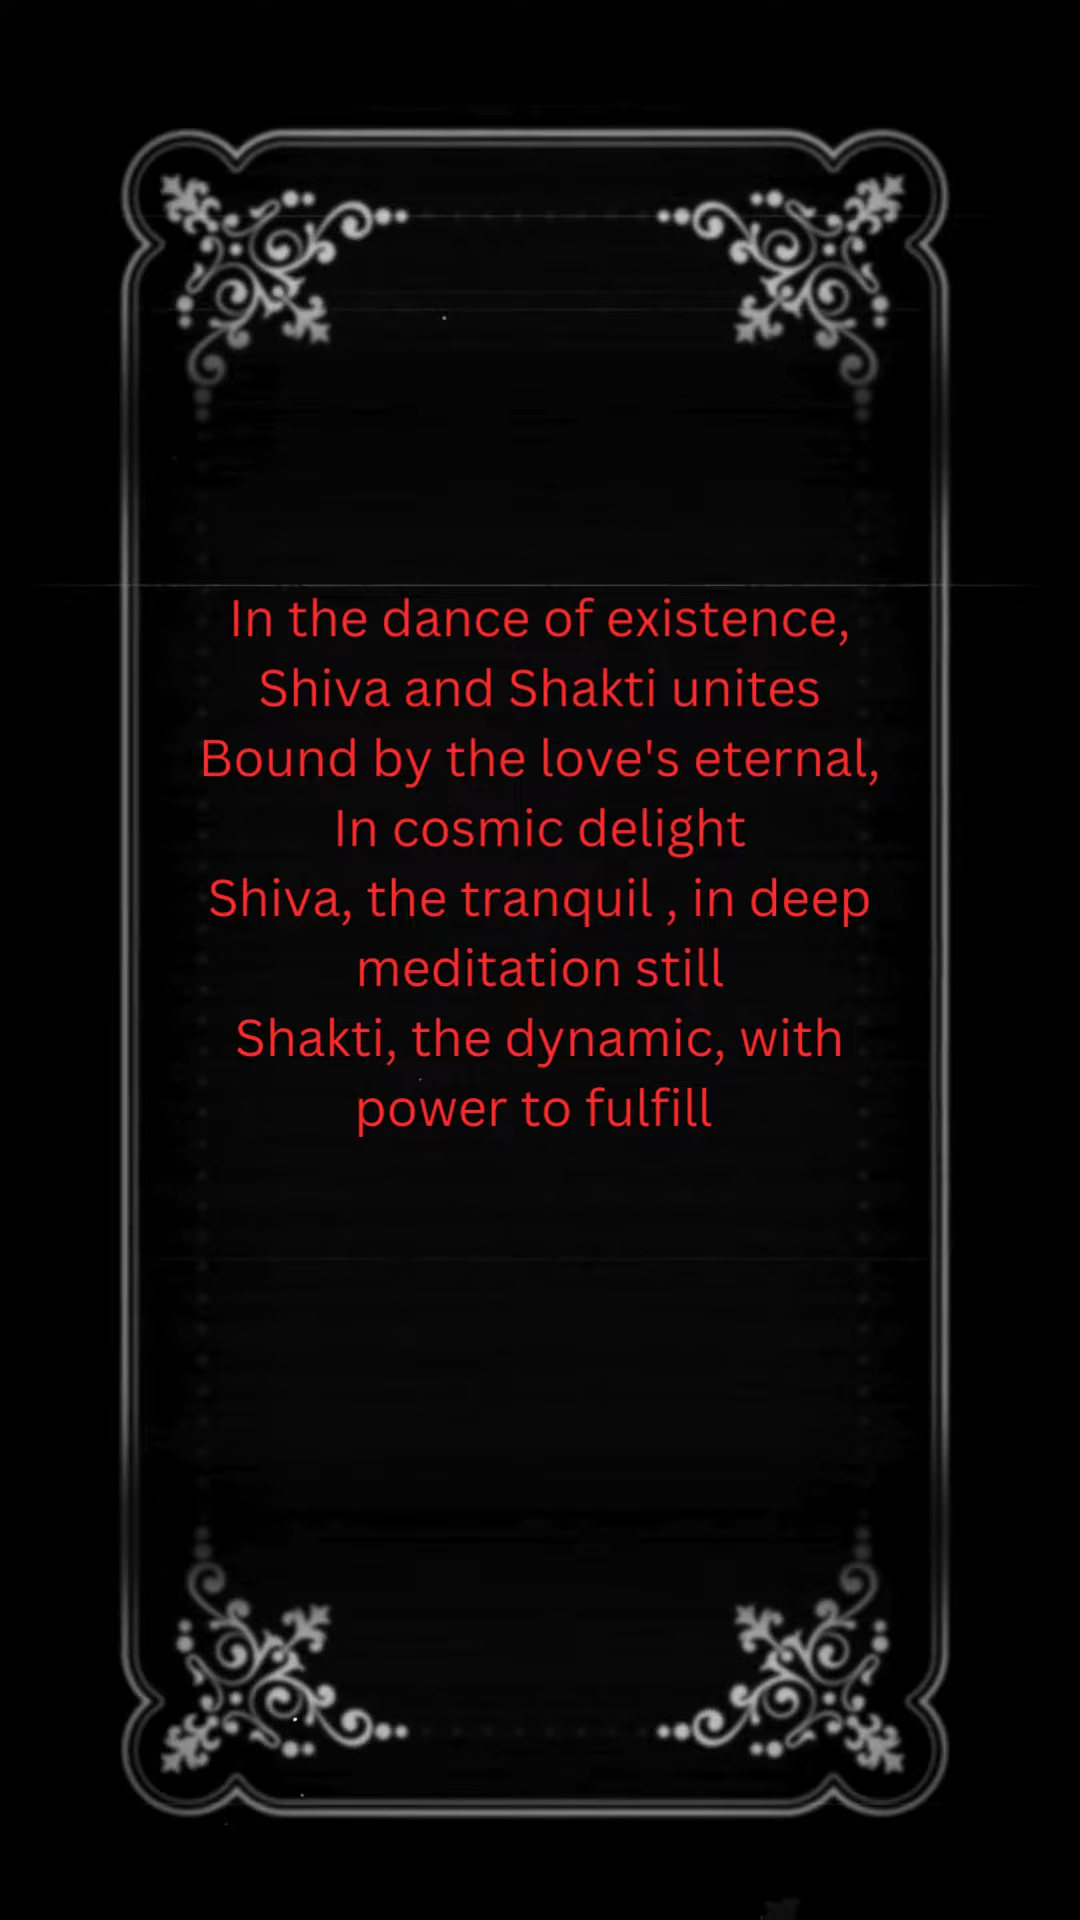 In the dance of existence,
Shiva and Shakti unites
Bound by the love's eternal,
In cosmic delight
Shiva, the tranquil , in deep
meditation still
Shakti, the dynamic, with
power to fulfill